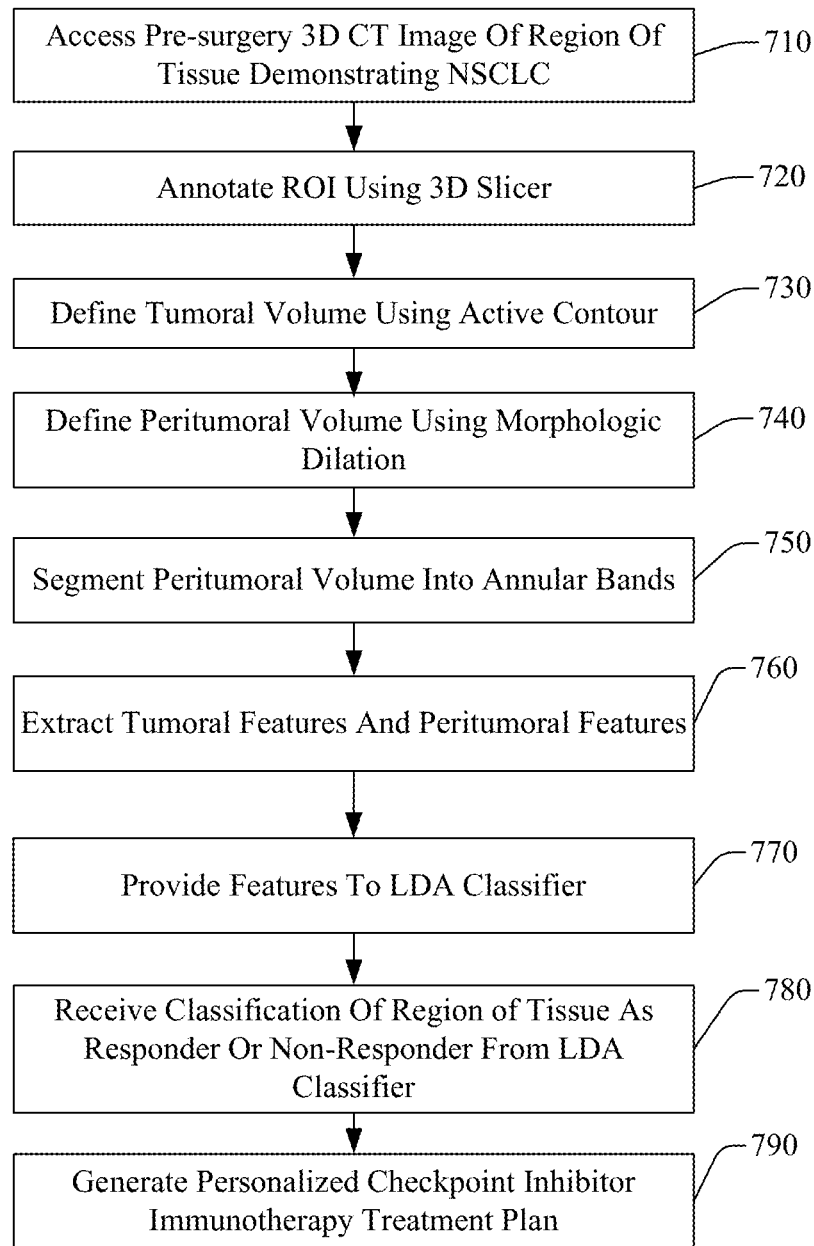 Access Pre-surgery 3D CT Image Of Region Of
Tissue Demonstrating NSCLC
710
Annotate ROI Using 3D Slicer
720
Define Tumoral Volume Using Active Contour
730
Define Peritumoral Volume Using Morphologic
Dilation
740
Segment Peritumoral Volume Into Annular Bands
750
Extract Tumoral Features And Peritumoral Features
760
Provide Features To LDA Classifier
770
Receive Classification Of Region of Tissue As
Responder Or Non-Responder From LDA
Classifier
780
Generate Personalized Checkpoint Inhibitor
Immunotherapy Treatment Plan
790